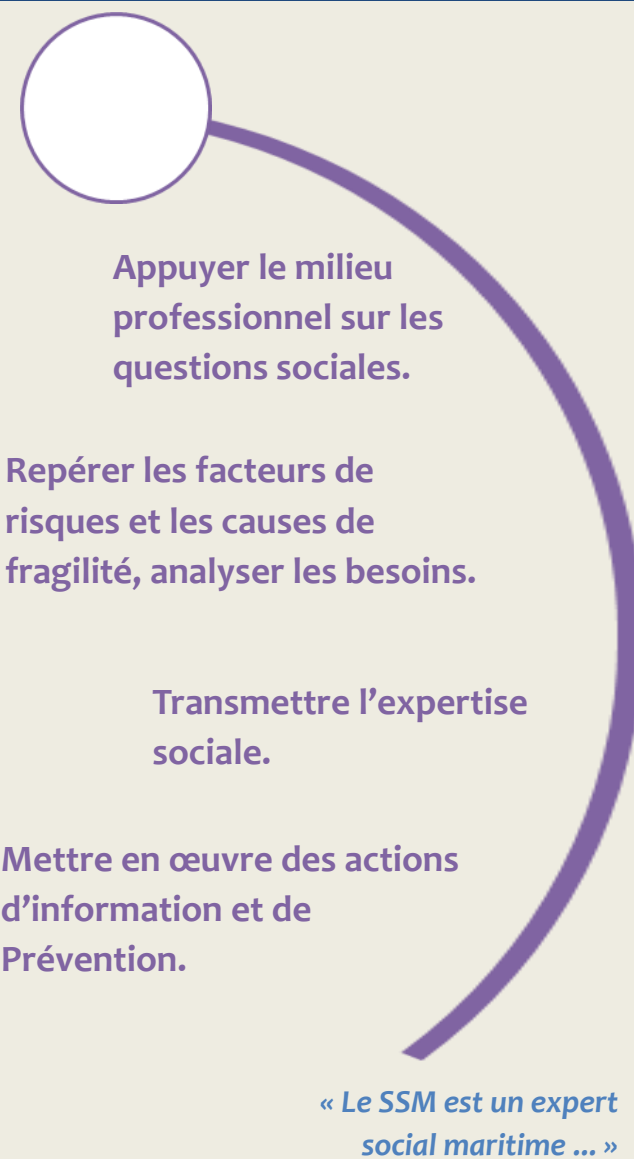 Appuyer le milieu
professionnel sur les
questions sociales.
Repérer les facteurs de
risques et les causes de
fragilité, analyser les besoins.
Transmettre l’expertise
sociale.
Mettre en œuvre des actions
d’information et de
Prévention.
« Le SSM est un expert
social maritime ... »